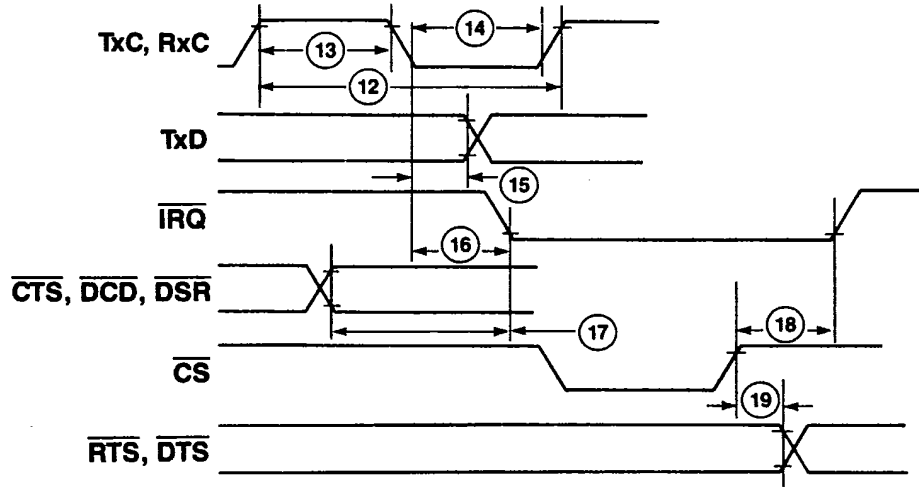 TxC, RxC
14
13
12
TxD
15
IRQ
16
CTS, DCD, DSR
17
18
CS
19
RTS, DTS